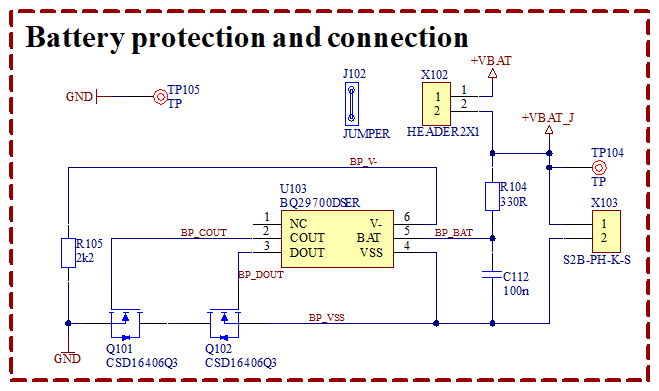 Battery protection and connection
GND
TP105
TP
J102
JUMPER
X102
1
2
1
2
HEADER2X1
+VBAT
+VBAT_J
TP104
TP
BP_V-
U103
BQ29700DSER
R104
330R
X103
1
2
S2B-PH-K-S
R105
2k2
BP_COUT
1
2
3
NC
COUT
DOUT
V-
BAT
VSS
6
5
4
BP_BAT
BP_DOUT
C112
100n
BP_VSS
GND
Q101
CSD16406Q3
Q102
CSD16406Q3